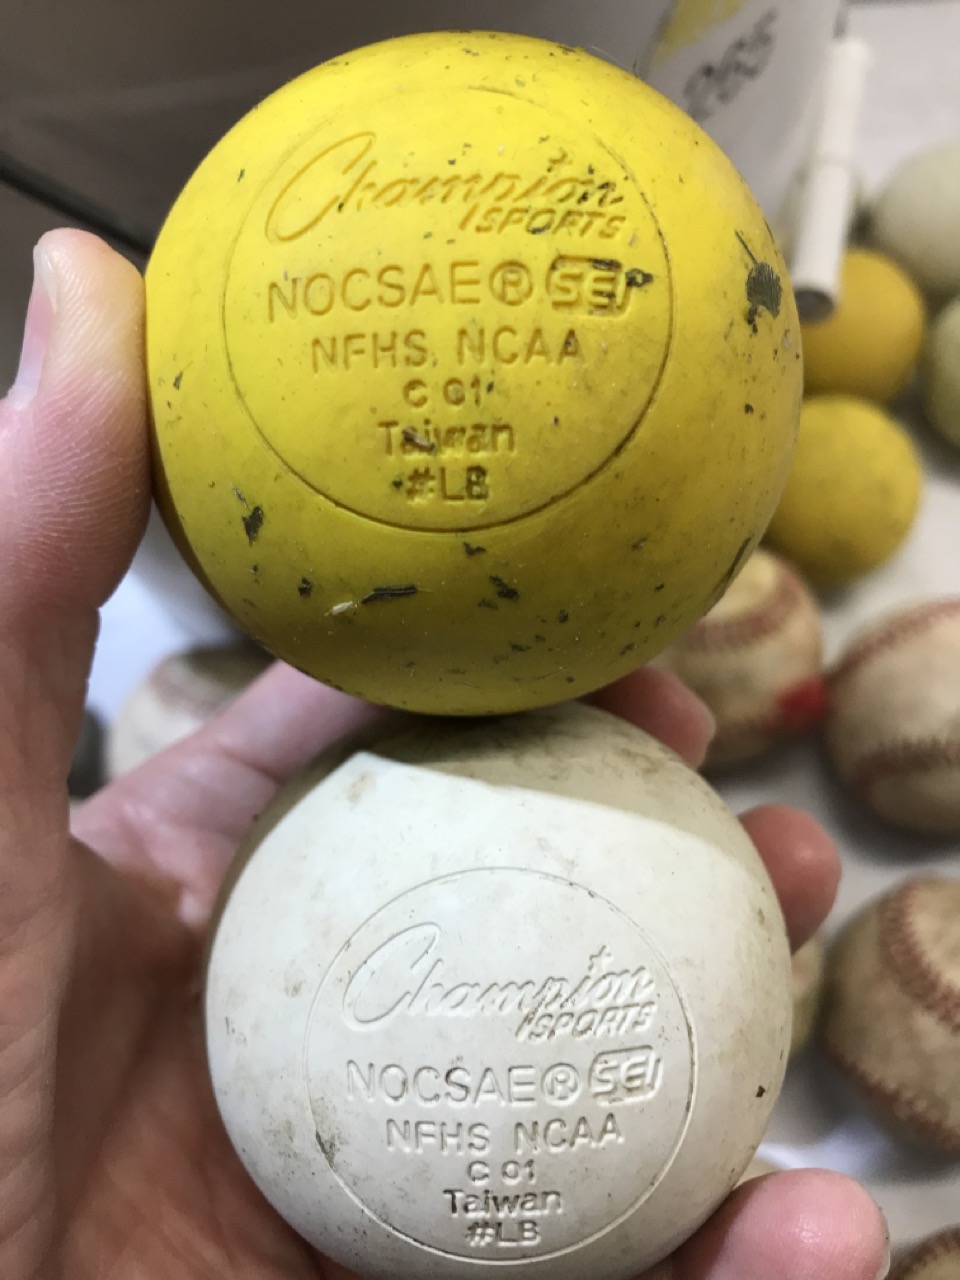 Champion
SPORTS
NOCSAE® SEI
NFHS NCAA
C 01
Taiwan
#LB
Champion
SPORTS
NOCSAE® SEI
NFHS NCAA
C 01
Taiwan
#LB